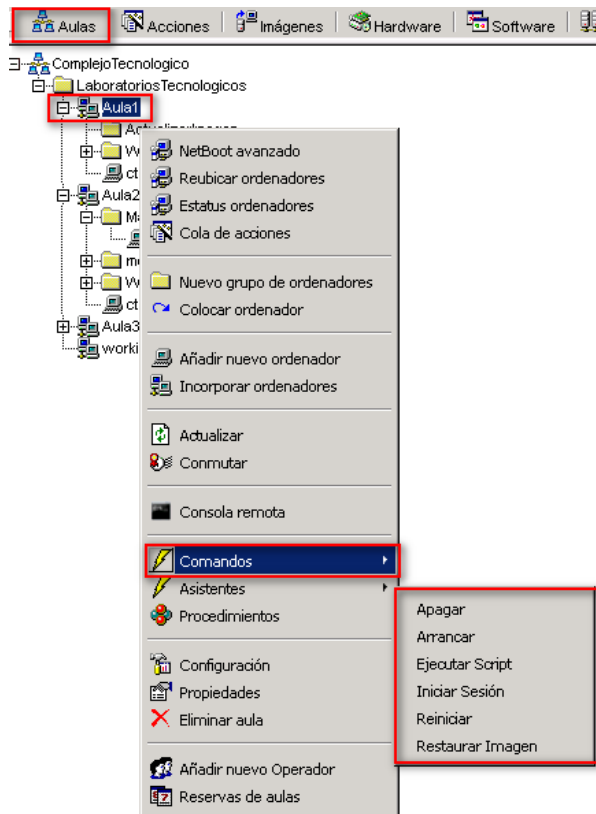 Aulas Acciones Imágenes Hardware Software
ComplejoTecnologico
LaboratoriosTecnologicos
Aula1
NetBoot avanzado
Reubicar ordenadores
Aula2
Estatus ordenadores
Cola de acciones
Nuevo grupo de ordenadores
Colocar ordenador
Aula3
Añadir nuevo ordenador
Incorporar ordenadores
Actualizar
Conmutar
Consola remota
Comandos
Asistentes
Procedimientos
Configuración
Propiedades
Eliminar aula
Añadir nuevo Operador
Reservas de aulas
Apagar
Arrancar
Ejecutar Script
Iniciar Sesión
Reiniciar
Restaurar Imagen